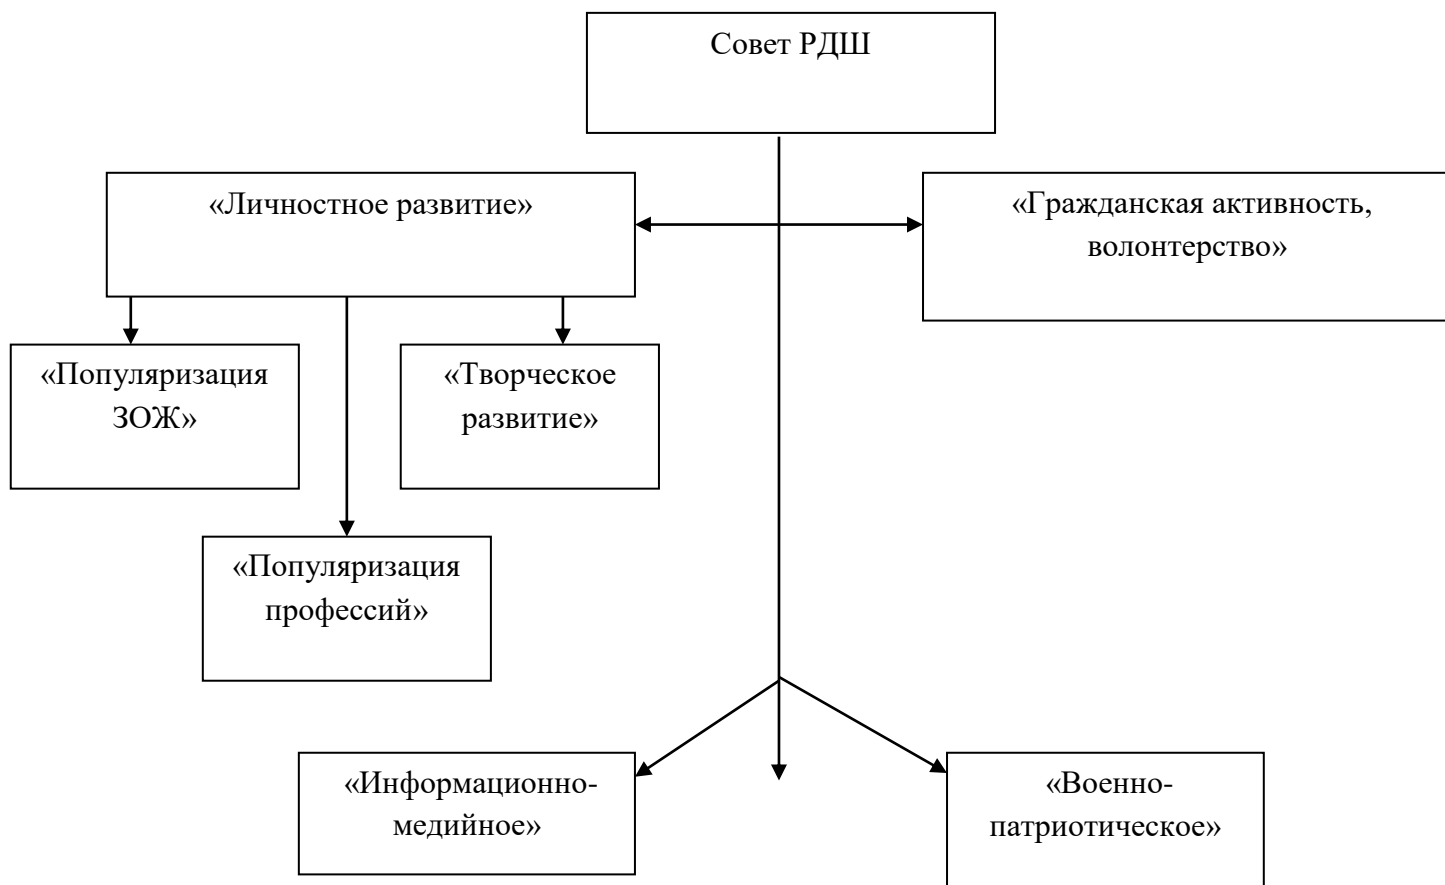 Совет РДШ
«Личностное развитие»
«Гражданская активность,
волонтерство»
«Популяризация
ЗОЖ»
«Творческое
развитие»
«Популяризация
профессий»
«Информационно-
медийное»
«Военно-
патриотическое»